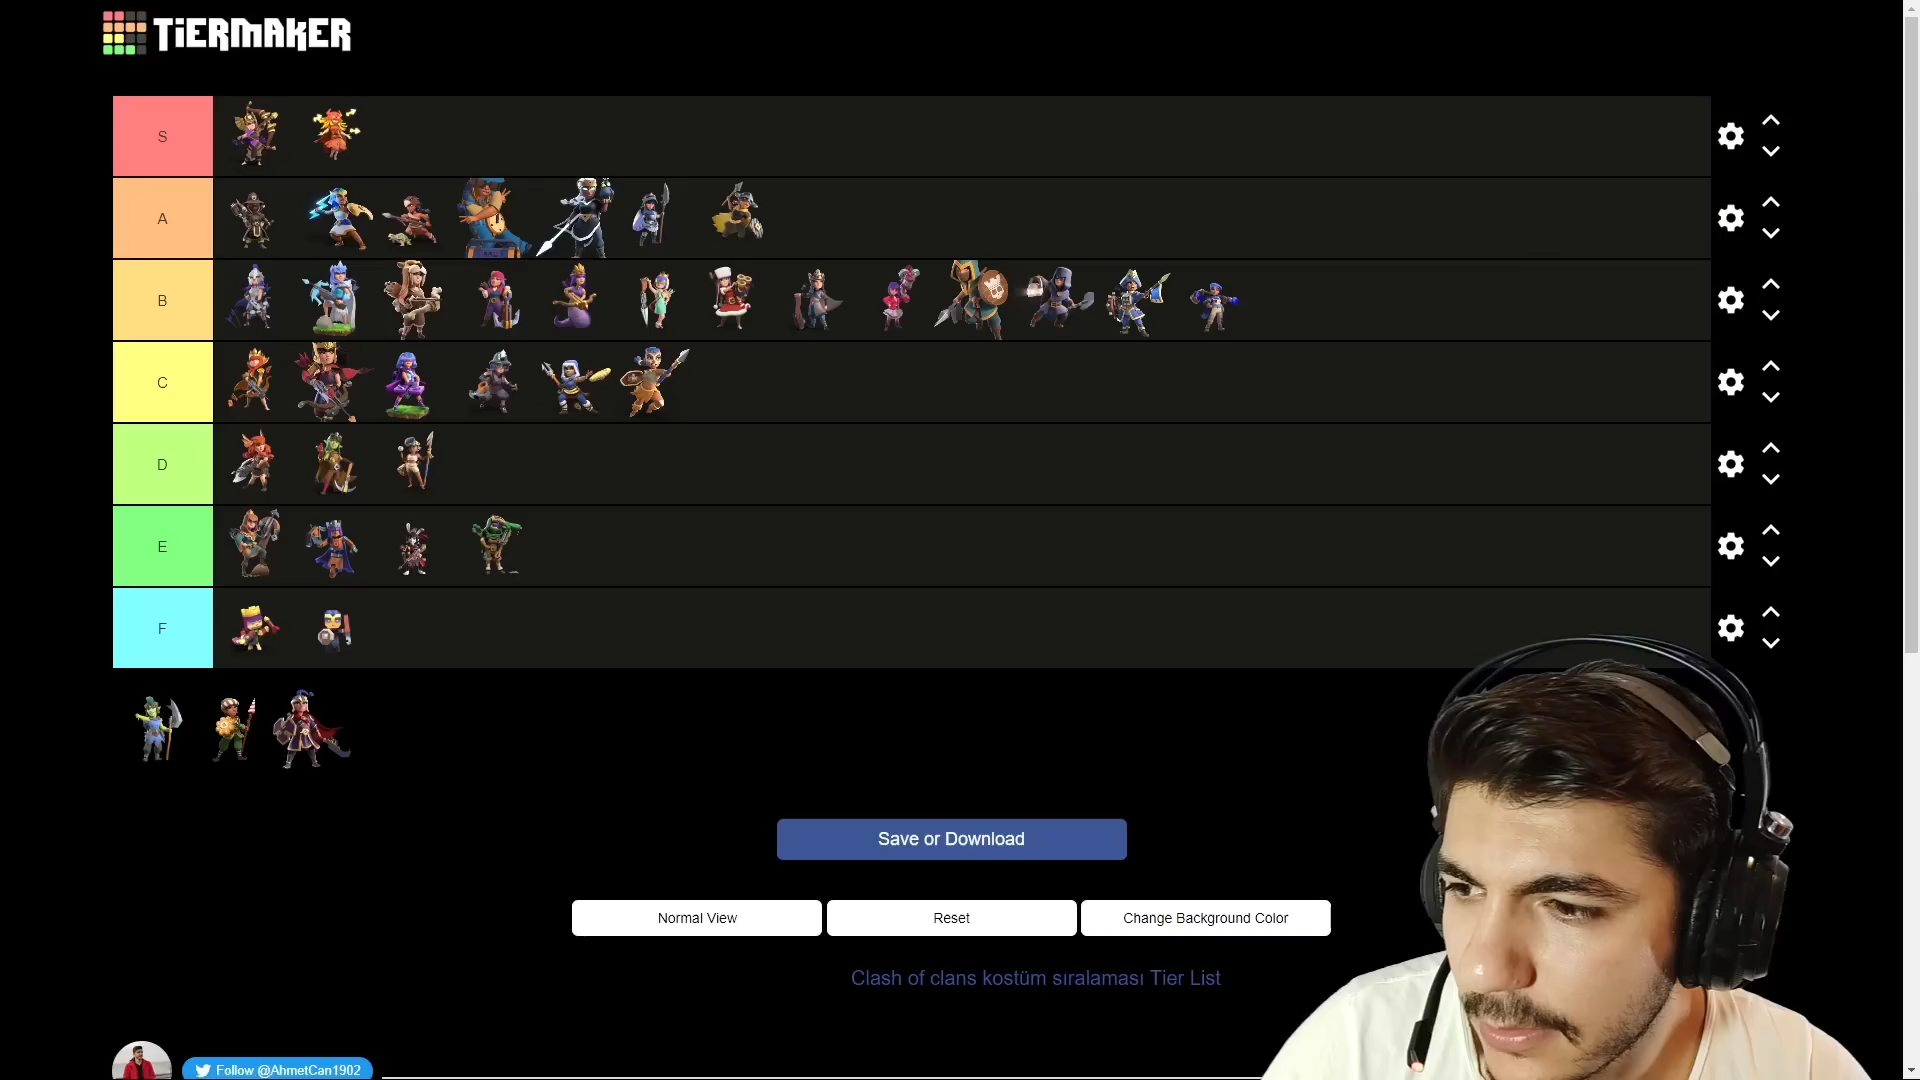 TiERMAKER
S
A
B
C
D
E
F
Save or Download
Normal View
Reset
Change Background Color
Clash of clans kostüm sıralaması Tier List
Follow @AhmetCan1902